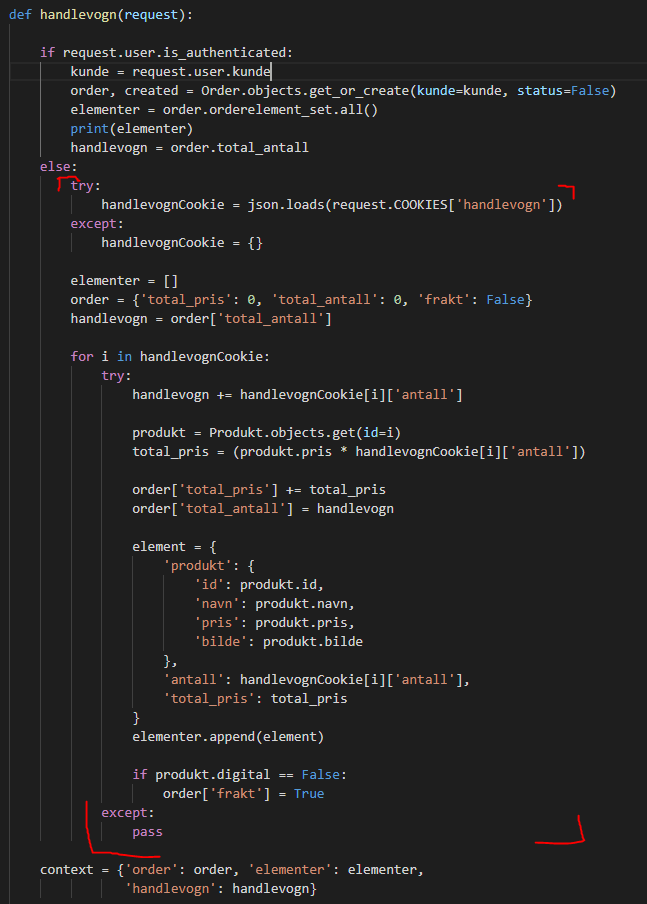 def handlevogn(request):
if request.user.is_authenticated:
kunde = request.user.kunde
order, created = Order.objects.get_or_create(kunde=kunde, status=False)
elementer = order.orderelement_set.all()
print(elementer)
handlevogn = order.total_antall
else:
try:
handlevognCookie = json.loads(request.COOKIES['handlevogn'])
except:
handlevognCookie = {}
elementer = []
order = {'total_pris': 0, 'total_antall': 0, 'frakt': False}
handlevogn = order['total_antall']
for i in handlevognCookie:
try:
handlevogn += handlevognCookie[i]['antall']
produkt = Produkt.objects.get(id=i)
total_pris = (produkt.pris * handlevognCookie[i]['antall'])
order['total_pris'] += total_pris
order['total_antall'] = handlevogn
element = {
'produkt': {
'id': produkt.id,
'navn': produkt.navn,
'pris': produkt.pris,
'bilde': produkt.bilde
},
'antall': handlevognCookie[i]['antall'],
'total_pris': total_pris
}
elementer.append(element)
if produkt.digital == False:
order['frakt'] = True
except:
pass
context = {'order': order, 'elementer': elementer,
'handlevogn': handlevogn}